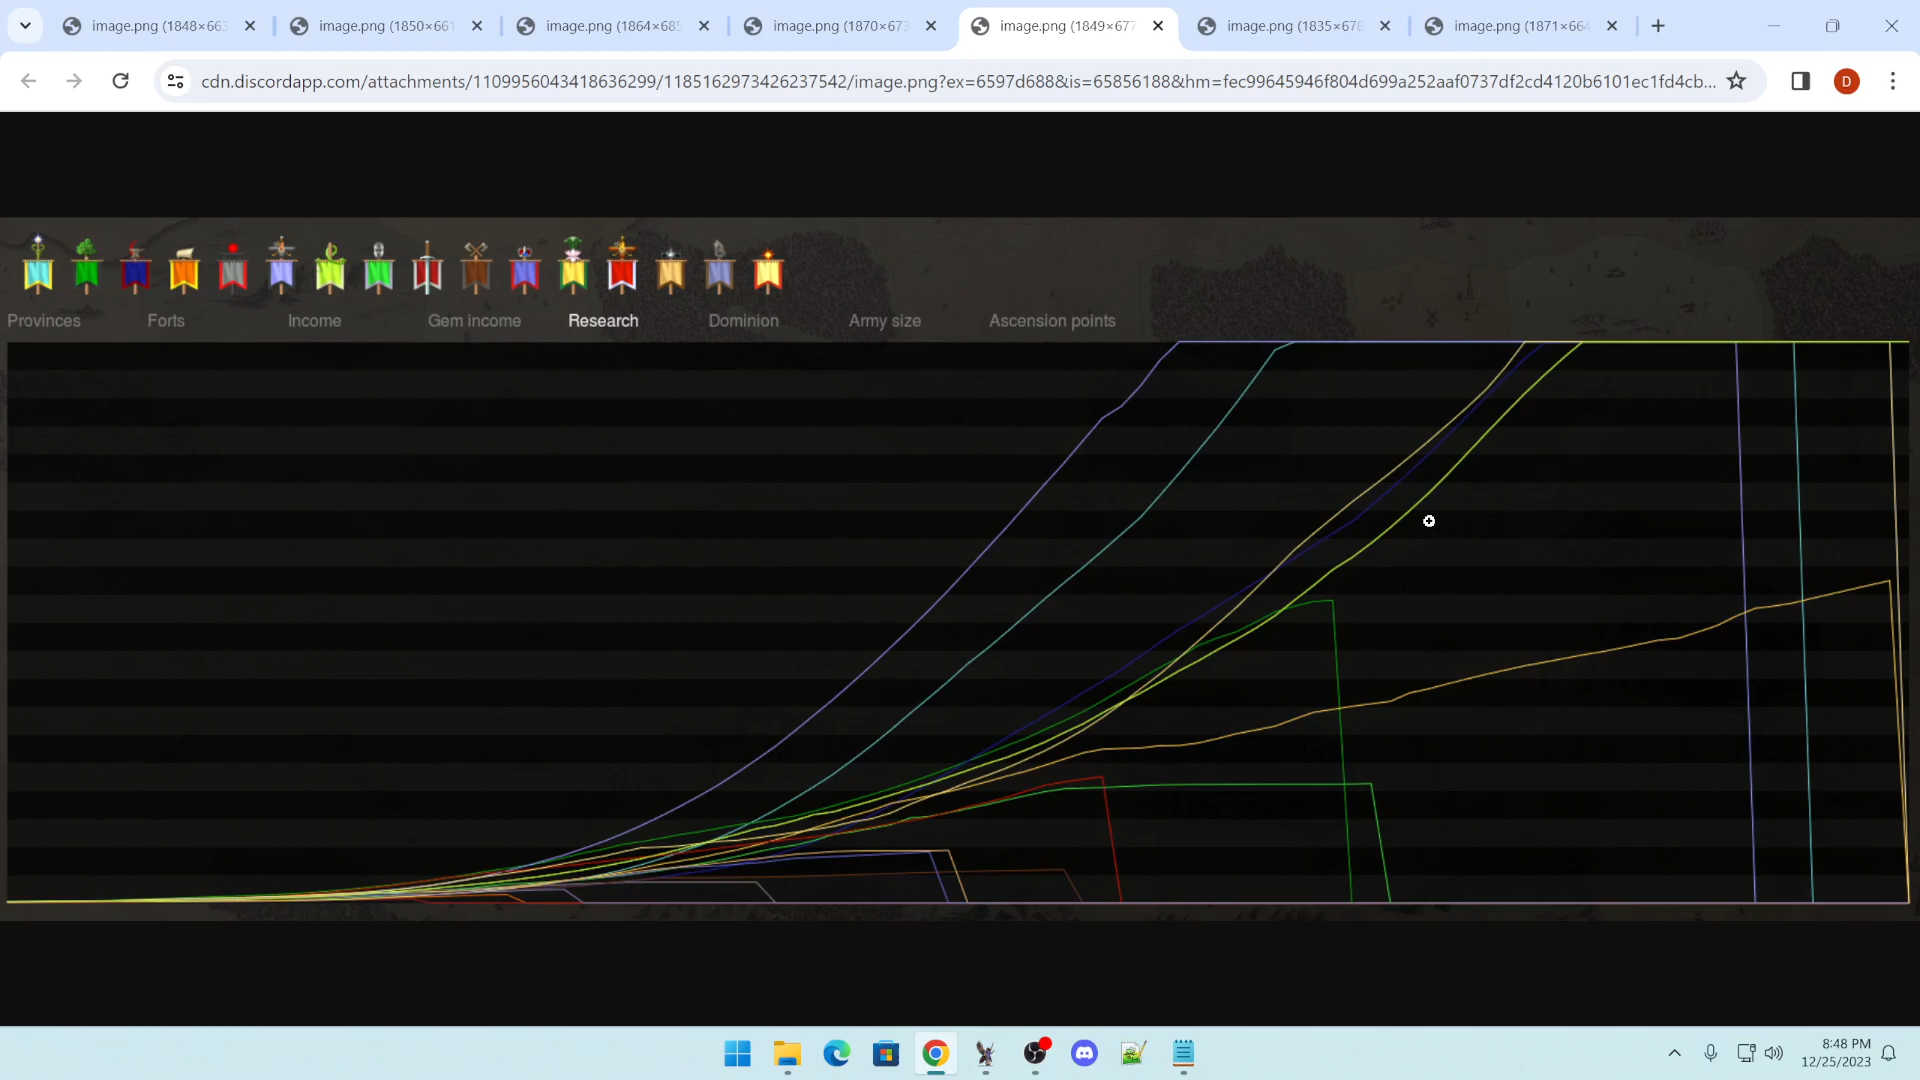 image.png (1848×663
image.png (1850×661
image.png (1864×685
image.png (1870×673
image.png (1849×677
image.png (1835×678
image.png (1871×664
cdn.discordapp.com/attachments/1109956043418636299/1185162973426237542/image.png?ex=6597d688&is=65856188&hm=fec99645946f804d699a252aaf0737df2cd4120b6101ec1fd4cb...
D
Provinces Forts Income Gem income Research Dominion Army size Ascension points
8:48 PM
12/25/2023